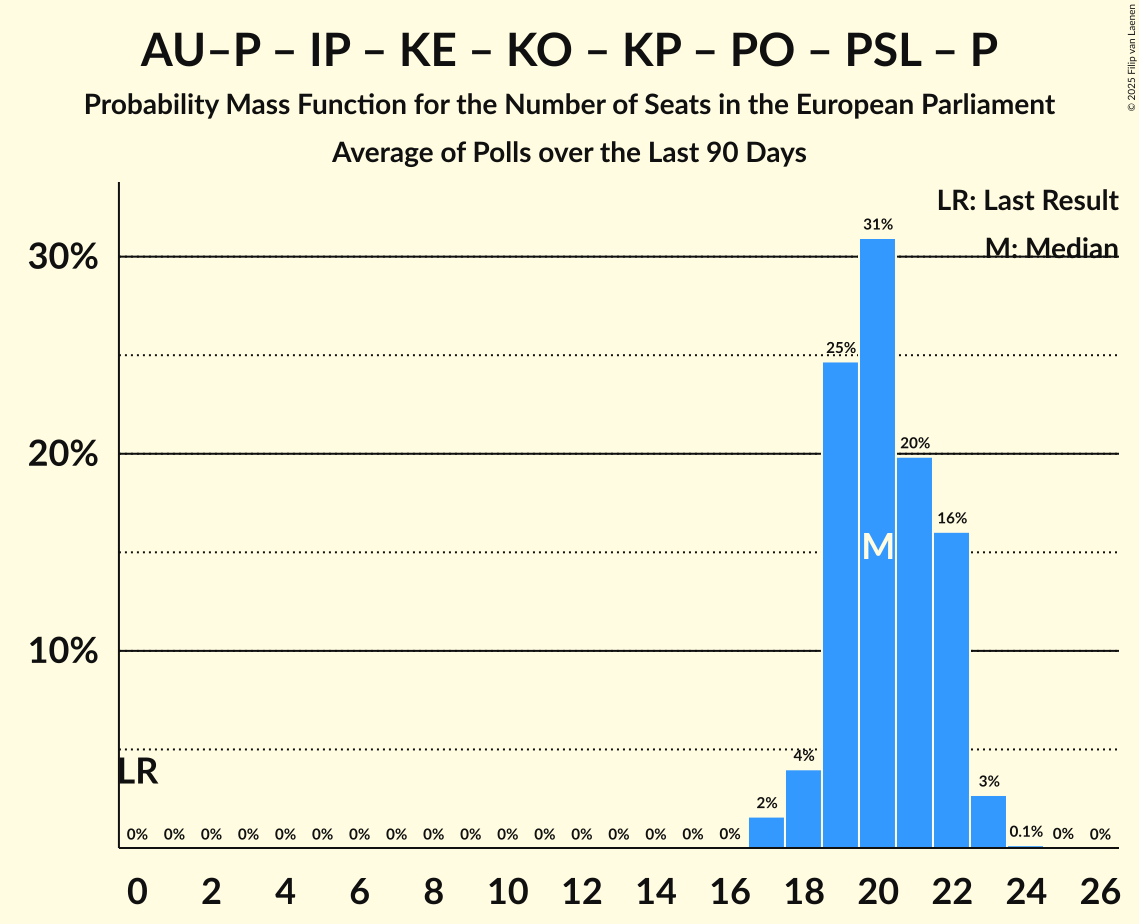 AU–P – IP – KE – KO – KP – PO – PSL – P
Probability Mass Function for the Number of Seats in the European Parliament
Average of Polls over the Last 90 Days
© 2025 Filip van Laenen
LR: Last Result
M: Median
30%
20%
10%
31%
25%
20%
16%
M
LR
4%
2%
3%
0% 0% 0% 0% 0% 0% 0% 0% 0% 0% 0% 0% 0% 0% 0% 0% 0% 0.1% 0% 0%
0 2 4 6 8 10 12 14 16 18 20 22 24 26